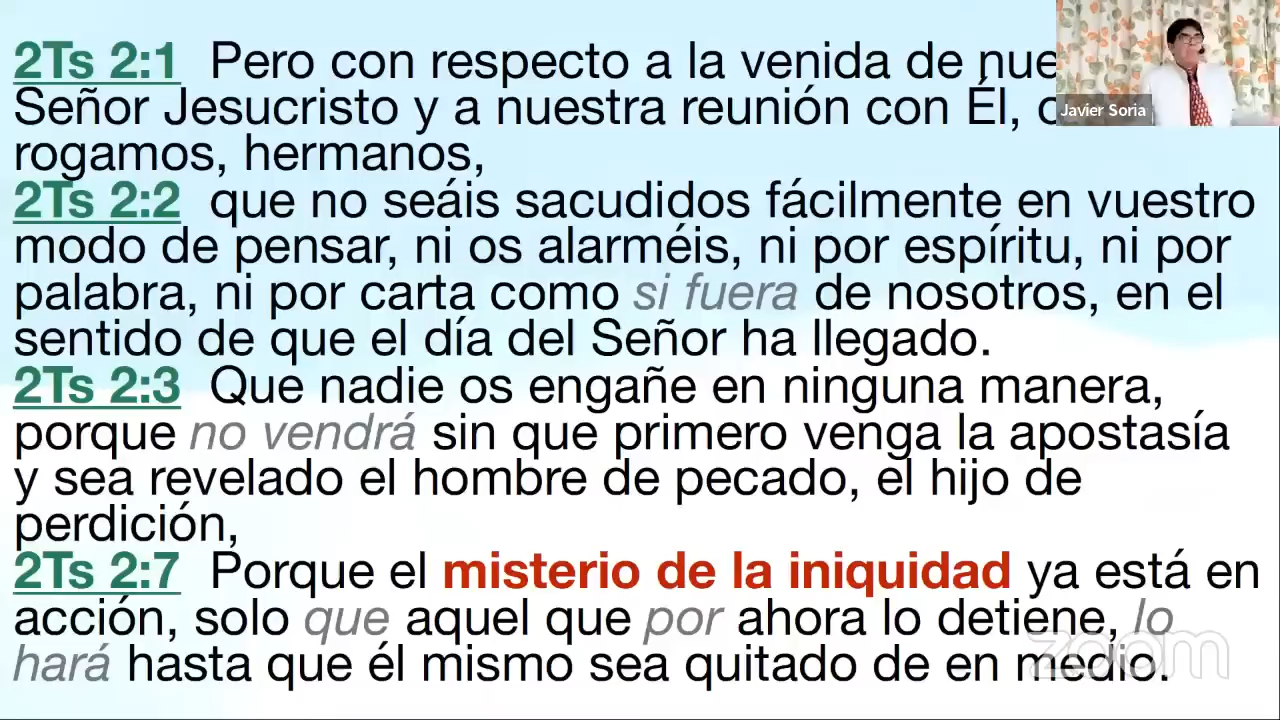 2Ts 2:1 Pero con respecto a la venida de
Señor Jesucristo y a nuestra reunión con Él,
rogamos, hermanos,
2Ts 2:2 que no seáis sacudidos fácilmente en vuestro
modo de pensar, ni os alarméis, ni por espíritu, ni por
palabra, ni por carta como si fuera de nosotros, en el
sentido de que el día del Señor ha llegado.
2Ts 2:3 Que nadie os engañe en ninguna manera,
porque no vendrá sin que primero venga la apostasía
y sea revelado el hombre de pecado, el hijo de
perdición,
2Ts 2:7 Porque el misterio de la iniquidad ya está en
acción, solo que aquel que por ahora lo detiene, lo
hará hasta que él mismo sea quitado de en medio.
Javier Soria
zoom